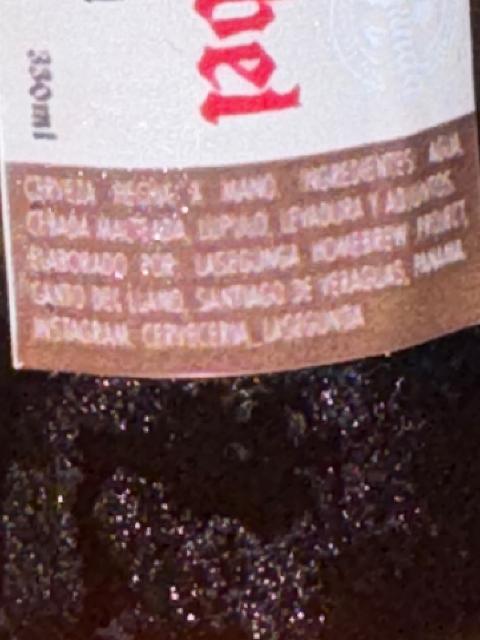 330ml
bel
CERVEZA HECHA A MANO. INGREDIENTES AGUA,
CEBADA MALTEADA, LUPULO, LEVADURA Y ADJUNTOS.
ELABORADO POR: LASEGUNDA HOMEBREW PROJECT,
CANTO DEL LLANO, SANTIAGO DE VERAGUAS, PANAMA.
INSTAGRAM: CERVECERIA_LASEGUNDA